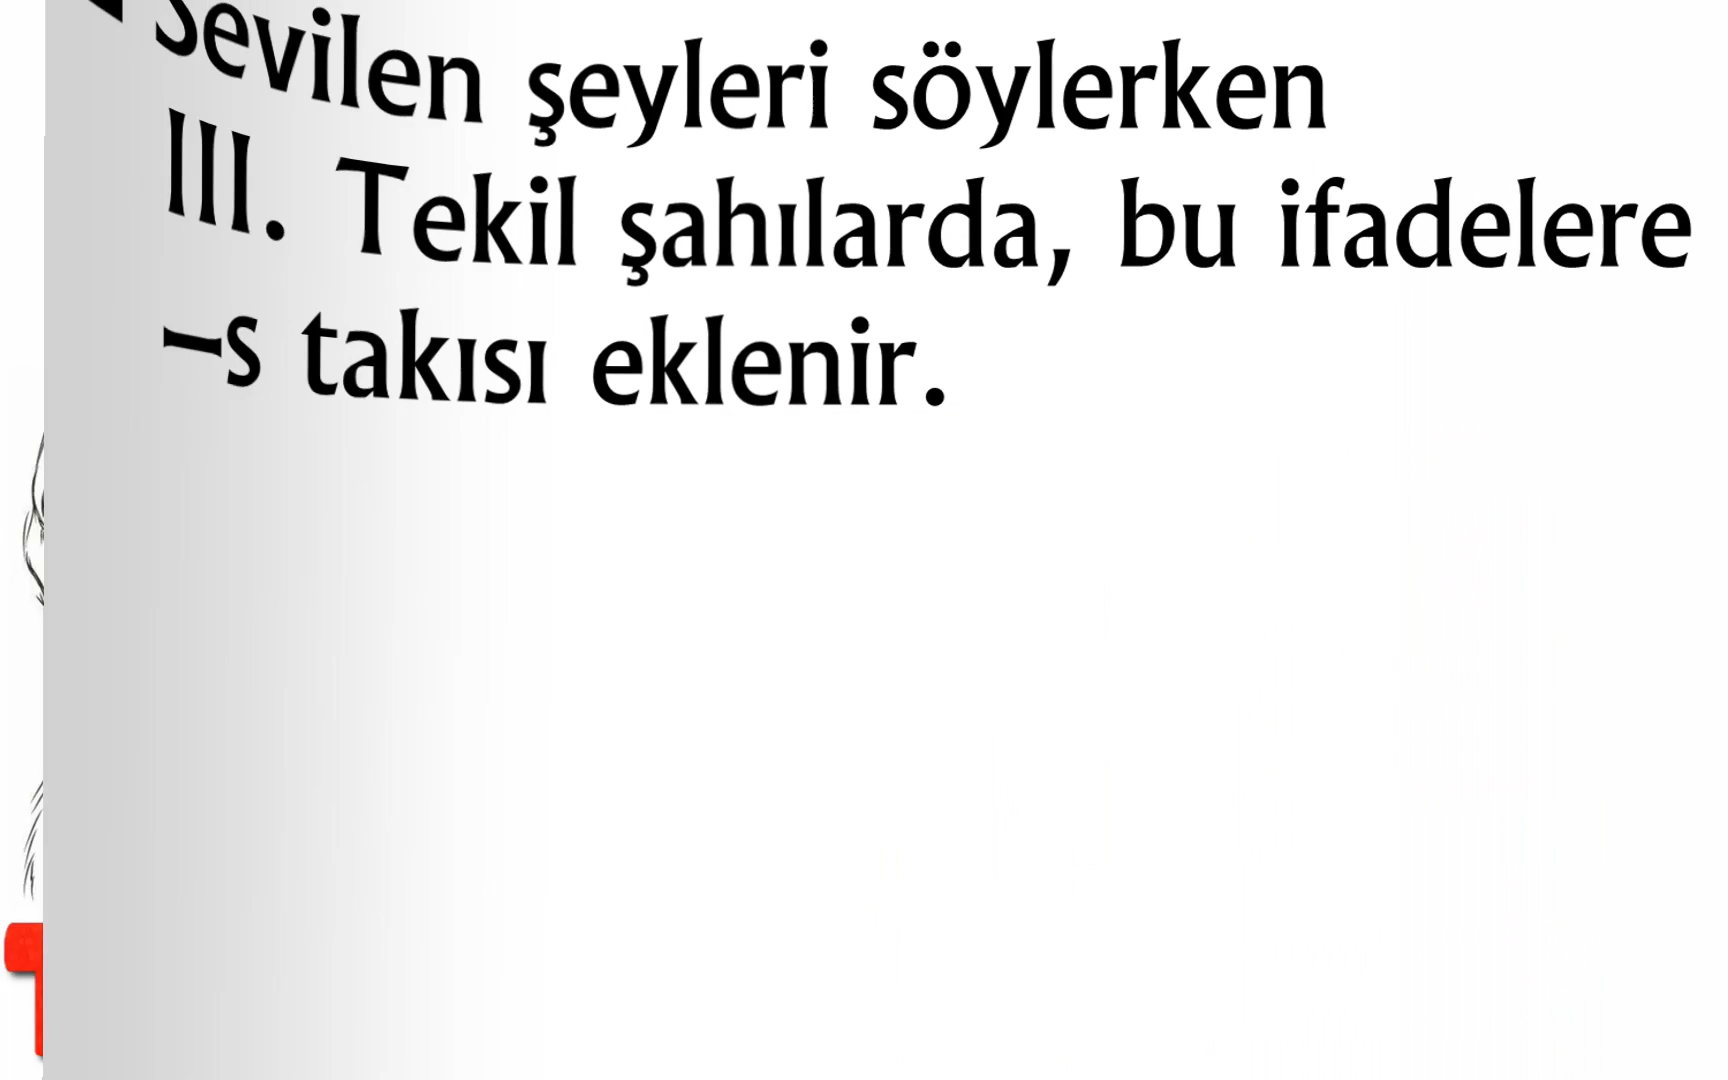 Sevilen şeyleri söylerken
III. Tekil şahılarda, bu ifadelere
–s takısı eklenir.